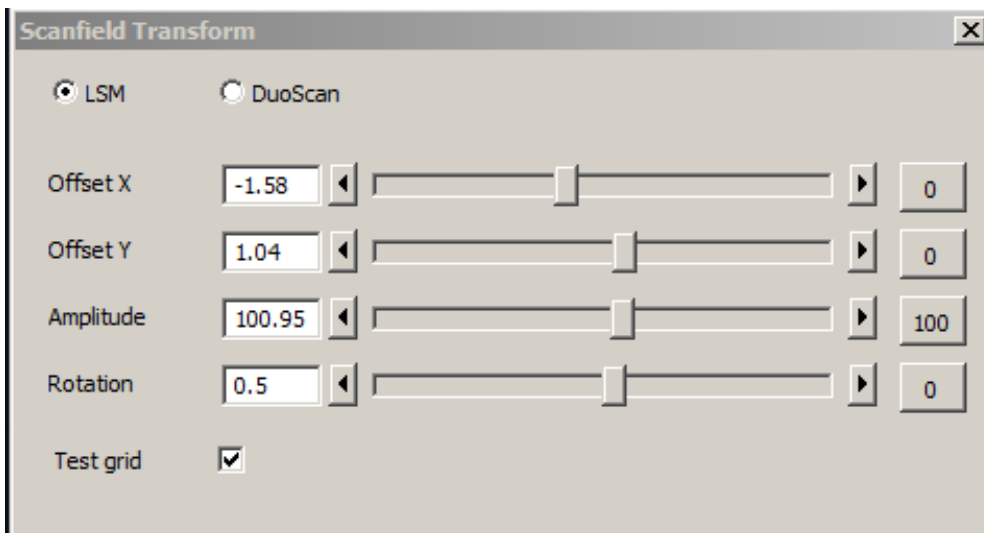 Scanfield Transform
LSM DuoScan
Offset X -1.58 0
Offset Y 1.04 0
Amplitude 100.95 100
Rotation 0.5 0
Test grid